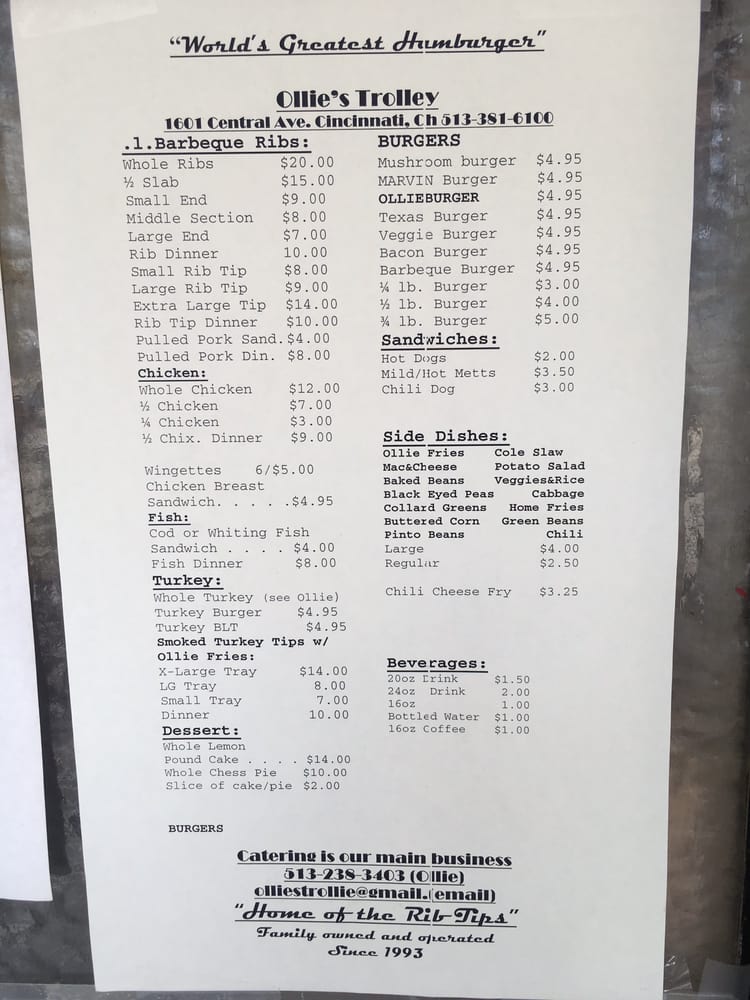 "World's Greatest Humburger"
Ollie's Trolley
1601 Central Ave. Cincinnati, Ch 513-381-6100
.1.Barbeque Ribs:
Whole Ribs $20.00
½ Slab $15.00
Small End $9.00
Middle Section $8.00
Large End $7.00
Rib Dinner 10.00
Small Rib Tip $8.00
Large Rib Tip $9.00
Extra Large Tip $14.00
Rib Tip Dinner $10.00
Pulled Pork Sand. $4.00
Pulled Pork Din. $8.00
Chicken:
Whole Chicken $12.00
½ Chicken $7.00
¼ Chicken $3.00
½ Chix. Dinner $9.00
Wingettes 6/$5.00
Chicken Breast
Sandwich. . . . .$4.95
Fish:
Cod or Whiting Fish
Sandwich . . . . $4.00
Fish Dinner $8.00
Turkey:
Whole Turkey (see Ollie)
Turkey Burger $4.95
Turkey BLT $4.95
Smoked Turkey Tips w/
Ollie Fries:
X-Large Tray $14.00
LG Tray 8.00
Small Tray 7.00
Dinner 10.00
Dessert:
Whole Lemon
Pound Cake . . . . $14.00
Whole Chess Pie $10.00
Slice of cake/pie $2.00
BURGERS
BURGERS
Mushroom burger $4.95
MARVIN Burger $4.95
OLLIEBURGER $4.95
Texas Burger $4.95
Veggie Burger $4.95
Bacon Burger $4.95
Barbeque Burger $4.95
¼ lb. Burger $3.00
½ lb. Burger $4.00
¾ lb. Burger $5.00
Sandwiches:
Hot Dogs $2.00
Mild/Hot Metts $3.50
Chili Dog $3.00
Side Dishes:
Ollie Fries Cole Slaw
Mac&Cheese Potato Salad
Baked Beans Veggies&Rice
Black Eyed Peas Cabbage
Collard Greens Home Fries
Buttered Corn Green Beans
Pinto Beans Chili
Large $4.00
Regular $2.50
Chili Cheese Fry $3.25
Beverages:
20oz Drink $1.50
24oz Drink 2.00
16oz 1.00
Bottled Water $1.00
16oz Coffee $1.00
Catering is our main business
513-238-3403 (Ollie)
olliestrollie@gmail.(email)
"Home of the Rib Tips"
Family owned and operated
Since 1993